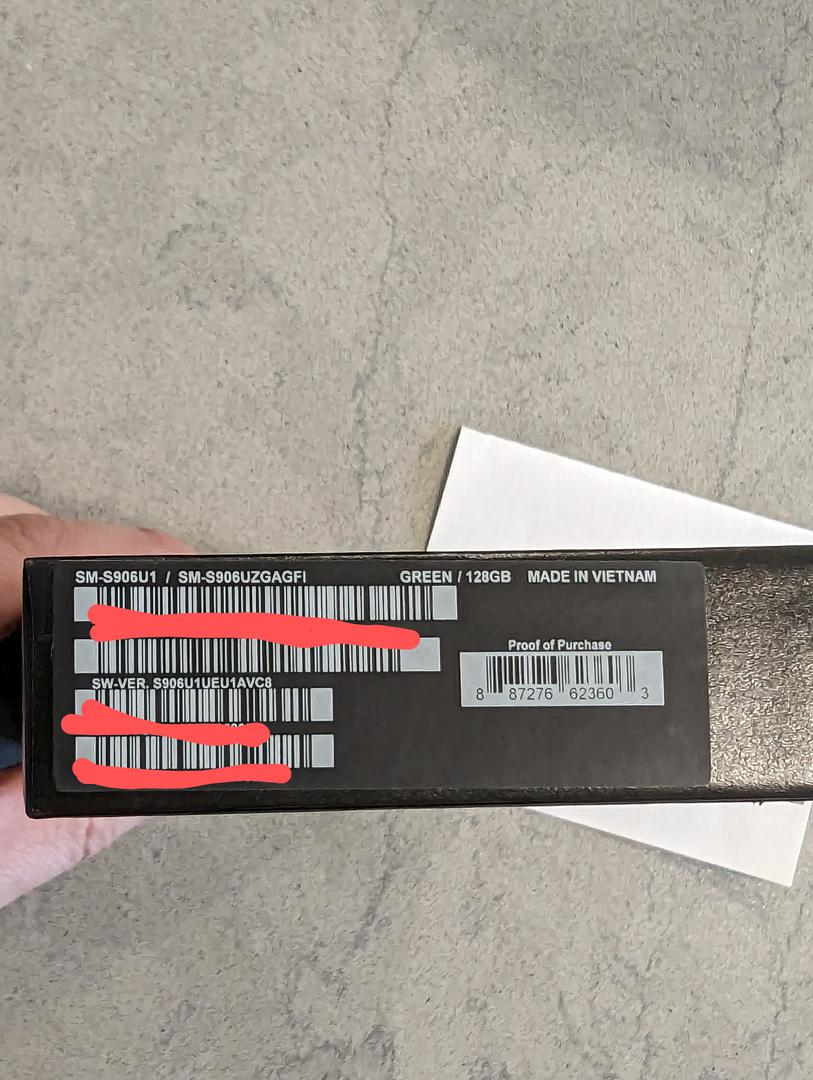 SM-S906U1 / SM-S906UZGAGFI GREEN / 128GB MADE IN VIETNAM
Proof of Purchase
SW-VER. S906U1UEU1AVC8
8 87276 62360 3